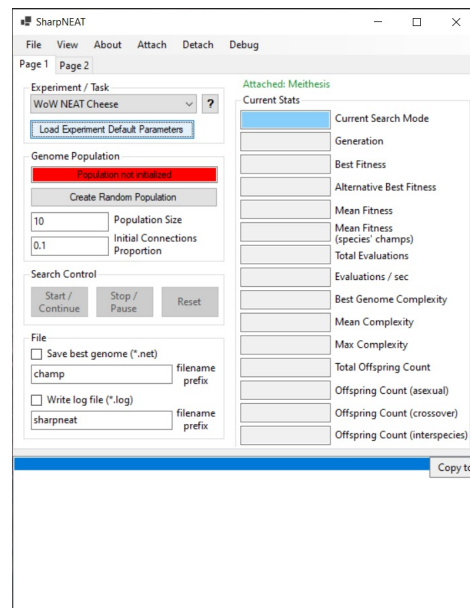 SharpNEAT
File View About Attach Detach Debug
Page 1 Page 2
Experiment / Task
WoW NEAT Cheese
?
Load Experiment Default Parameters
Genome Population
Population not initialized
Create Random Population
10
Population Size
0.1
Initial Connections
Proportion
Search Control
Start /
Continue
Stop /
Pause
Reset
File
Save best genome (*.net)
champ
filename
prefix
Write log file (*.log)
sharpneat
filename
prefix
Attached: Meithesis
Current Stats
Current Search Mode
Generation
Best Fitness
Alternative Best Fitness
Mean Fitness
Mean Fitness
(species' champs)
Total Evaluations
Evaluations / sec
Best Genome Complexity
Mean Complexity
Max Complexity
Total Offspring Count
Offspring Count (asexual)
Offspring Count (crossover)
Offspring Count (interspecies)
Copy to